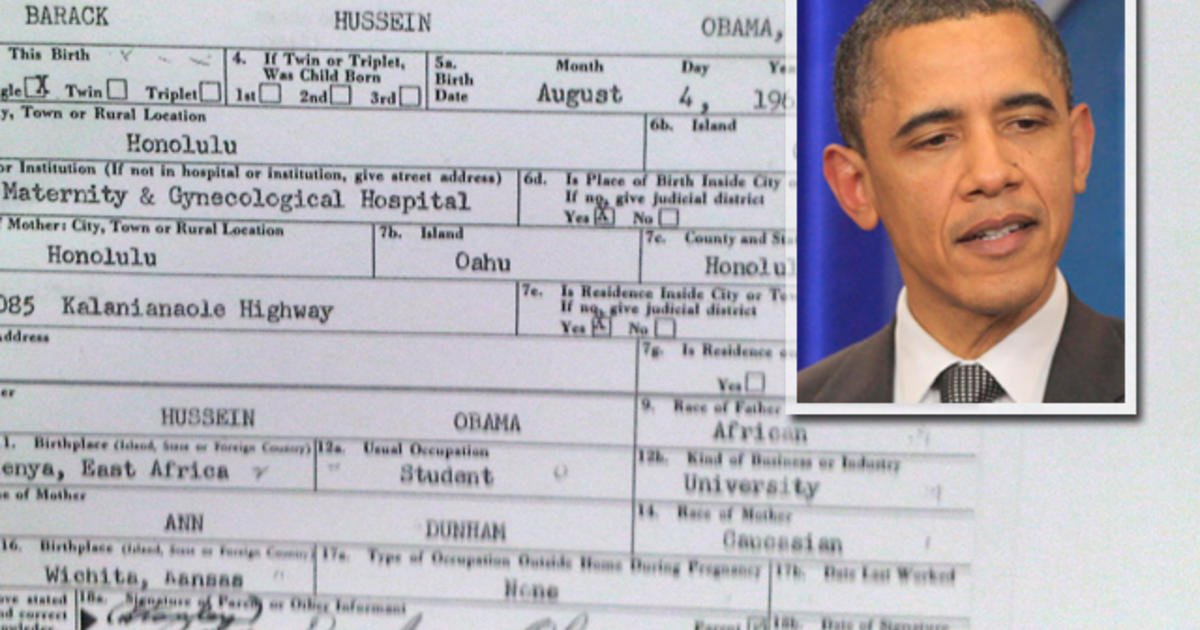 BARACK HUSSEIN OBAMA,
This Birth
4. If Twin or Triplet, Was Child Born
5a. Birth Date
Month Day
gle X Twin Triplet
1st 2nd 3rd
August 4, 196
y, Town or Rural Location
6b. Island
Honolulu
or Institution (If not in hospital or institution, give street address)
6d. Is Place of Birth Inside City
If no, give judicial district
Maternity & Gynecological Hospital
Yes X No
Mother: City, Town or Rural Location
7b. Island
7c. County and Sta
Honolulu Oahu Honolu
7e. Is Residence Inside City or To
If no, give judicial district
085 Kalanianaole Highway
Yes X No
Address
7g. Is Residence
Yes
er
9. Race of Father
HUSSEIN OBAMA African
1. Birthplace (Island, State or Foreign Country)
12a. Usual Occupation
12b. Kind of Business or Industry
enya, East Africa Student University
e of Mother
14. Race of Mother
ANN DUNHAM Caucasian
16. Birthplace (Island, State or Foreign Country)
17a. Type of Occupation Outside Home During Pregnancy
17b. Date Last Worked
Wichita, Kansas None
ove stated
nd correct
18a. Signature of Parent or Other Informant
Parent
18b. Date of Signature